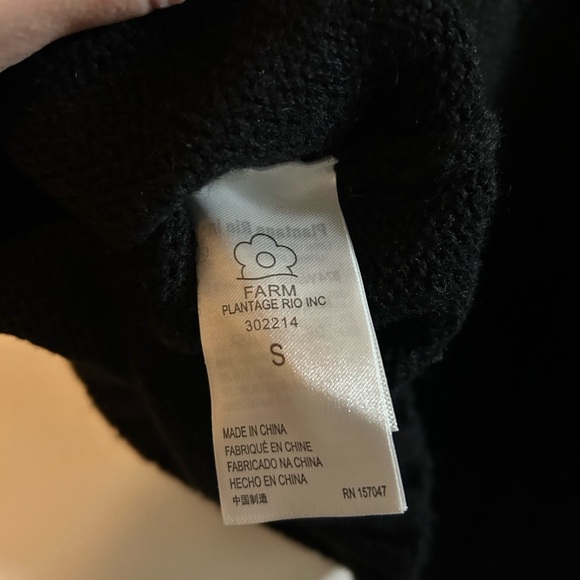 FARM
PLANTAGE RIO INC
302214
S
MADE IN CHINA
FABRIQUÉ EN CHINE
FABRICADO NA CHINA
HECHO EN CHINA
中国制造
RN 157047